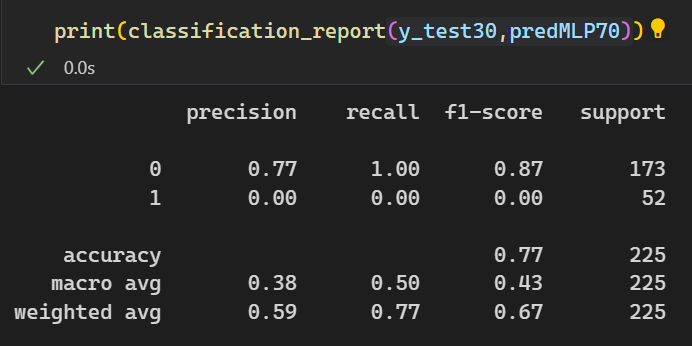 print(classification_report(y_test30,predMLP70))
0.0s
precision recall f1-score support
0 0.77 1.00 0.87 173
1 0.00 0.00 0.00 52
accuracy 0.77 225
macro avg 0.38 0.50 0.43 225
weighted avg 0.59 0.77 0.67 225